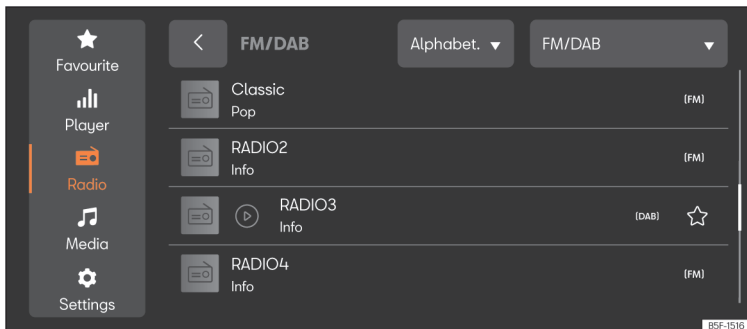 Favourite
Player
Radio
Media
Settings
FM/DAB
Alphabet.
FM/DAB
Classic
Pop
(FM)
RADIO2
Info
(FM)
RADIO3
Info
(DAB)
RADIO4
Info
(FM)
B5F-1516